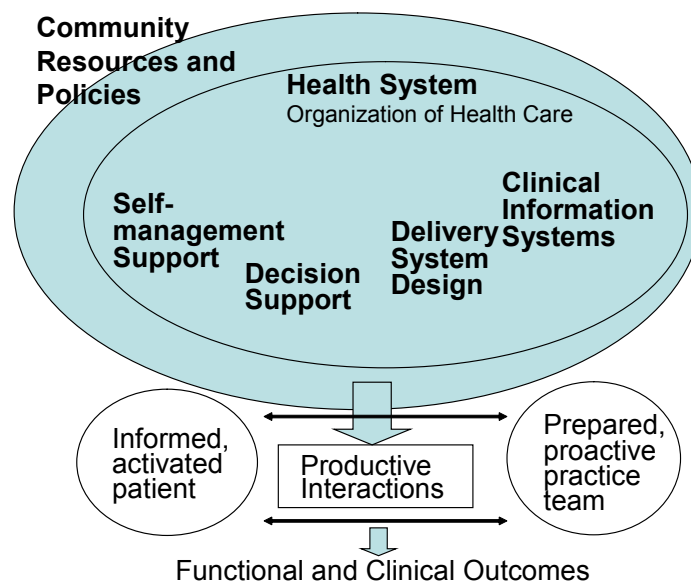 Community
Resources and
Policies
Health System
Organization of Health Care
Self-
management
Support
Decision
Support
Delivery
System
Design
Clinical
Information
Systems
Informed,
activated
patient
Productive
Interactions
Prepared,
proactive
practice
team
Functional and Clinical Outcomes